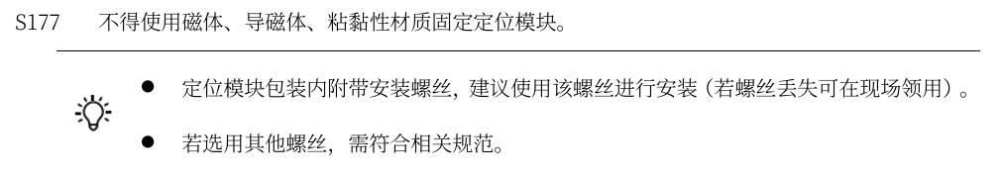 S177 不得使用磁体、导磁体、粘黏性材质固定定位模块。
● 定位模块包装内附带安装螺丝，建议使用该螺丝进行安装（若螺丝丢失可在现场领用）。
● 若选用其他螺丝，需符合相关规范。